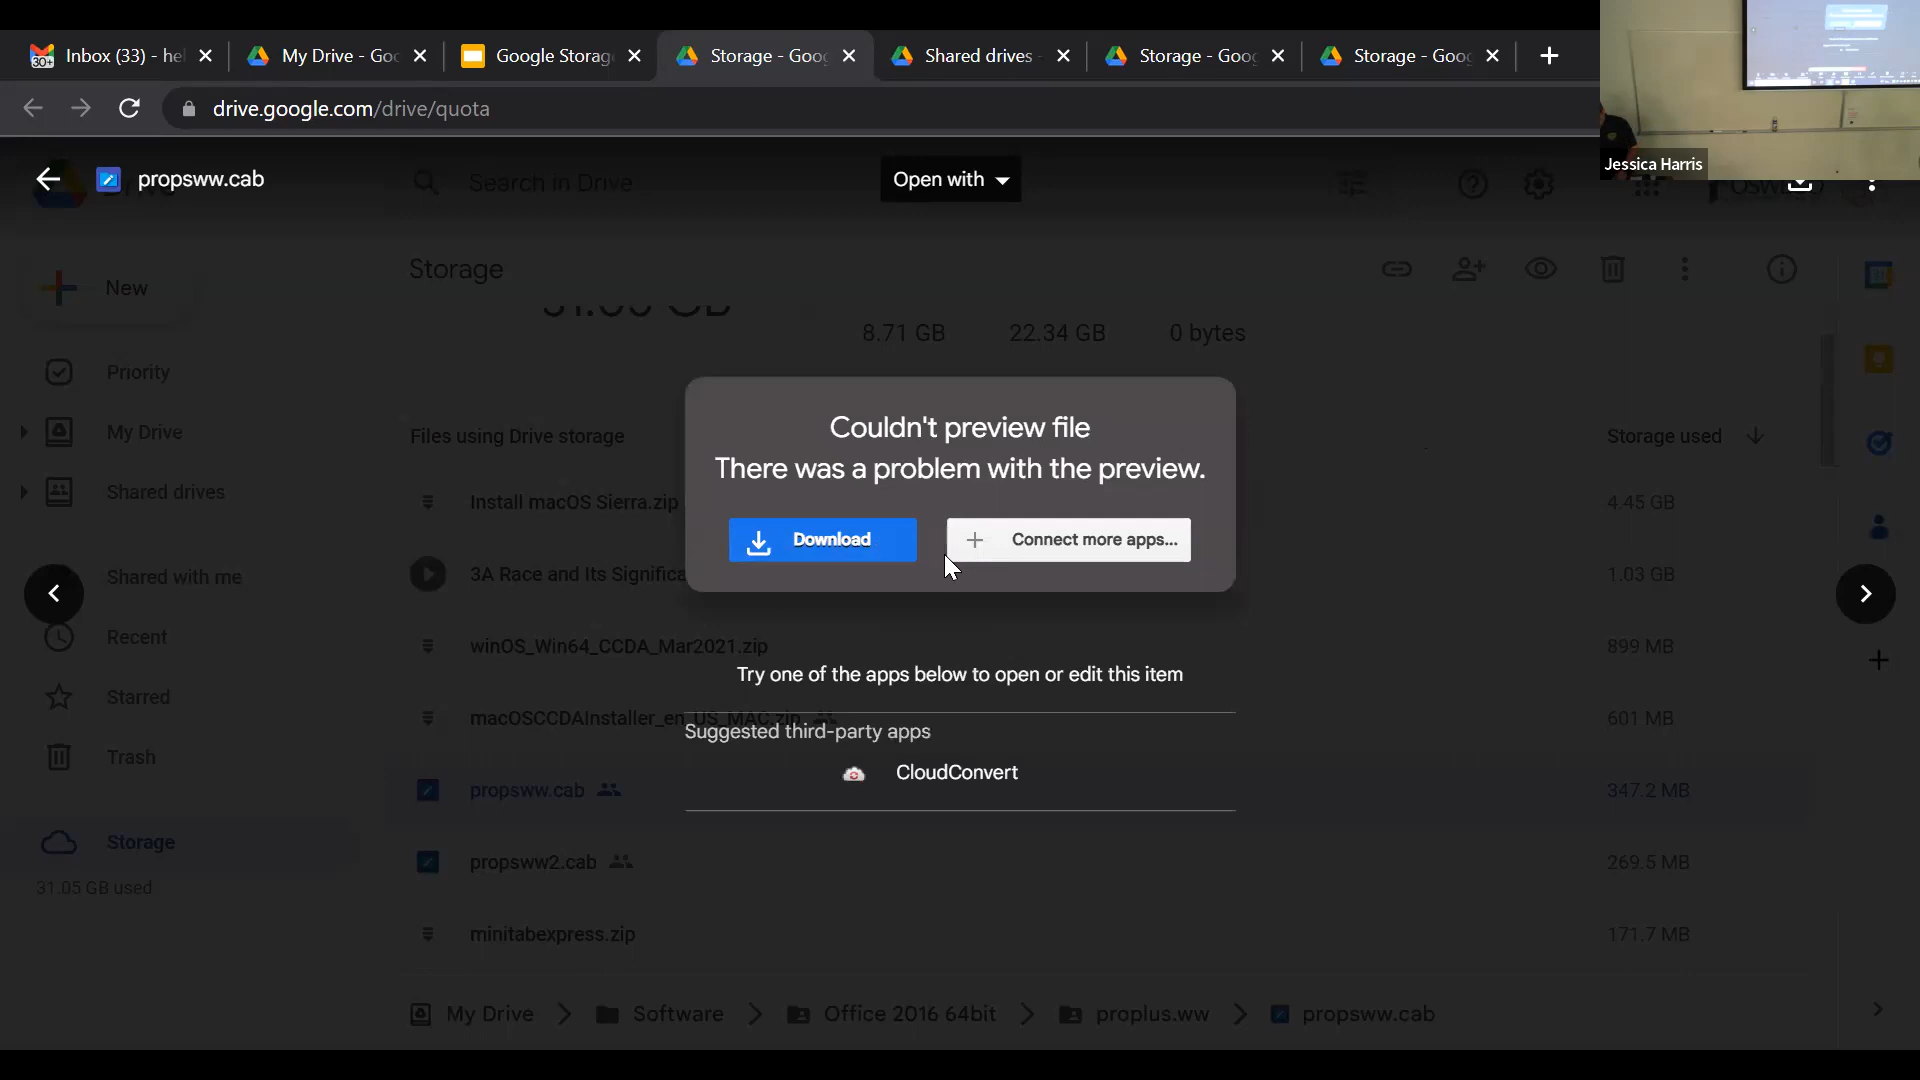 Inbox (33) - hel
My Drive - Goo
Google Storag
Storage - Goog
Shared drives -
Storage - Goog
Storage - Goog
drive.google.com/drive/quota
Jessica Harris
propsww.cab
Search in Drive
Open with
New
Storage
8.71 GB 22.34 GB 0 bytes
Priority
My Drive
Shared drives
Shared with me
Recent
Starred
Trash
Storage
31.05 GB used
Files using Drive storage
Storage used
Install macOS Sierra.zip
4.45 GB
3A Race and Its Significa
1.03 GB
winOS_Win64_CCDA_Mar2021.zip
899 MB
macOSCCDAInstaller_en_US_MAC.zip
601 MB
propsww.cab
347.2 MB
propsww2.cab
269.5 MB
minitabexpress.zip
171.7 MB
Couldn't preview file
There was a problem with the preview.
Download
Connect more apps...
Try one of the apps below to open or edit this item
Suggested third-party apps
CloudConvert
My Drive > Software > Office 2016 64bit > proplus.ww > propsww.cab